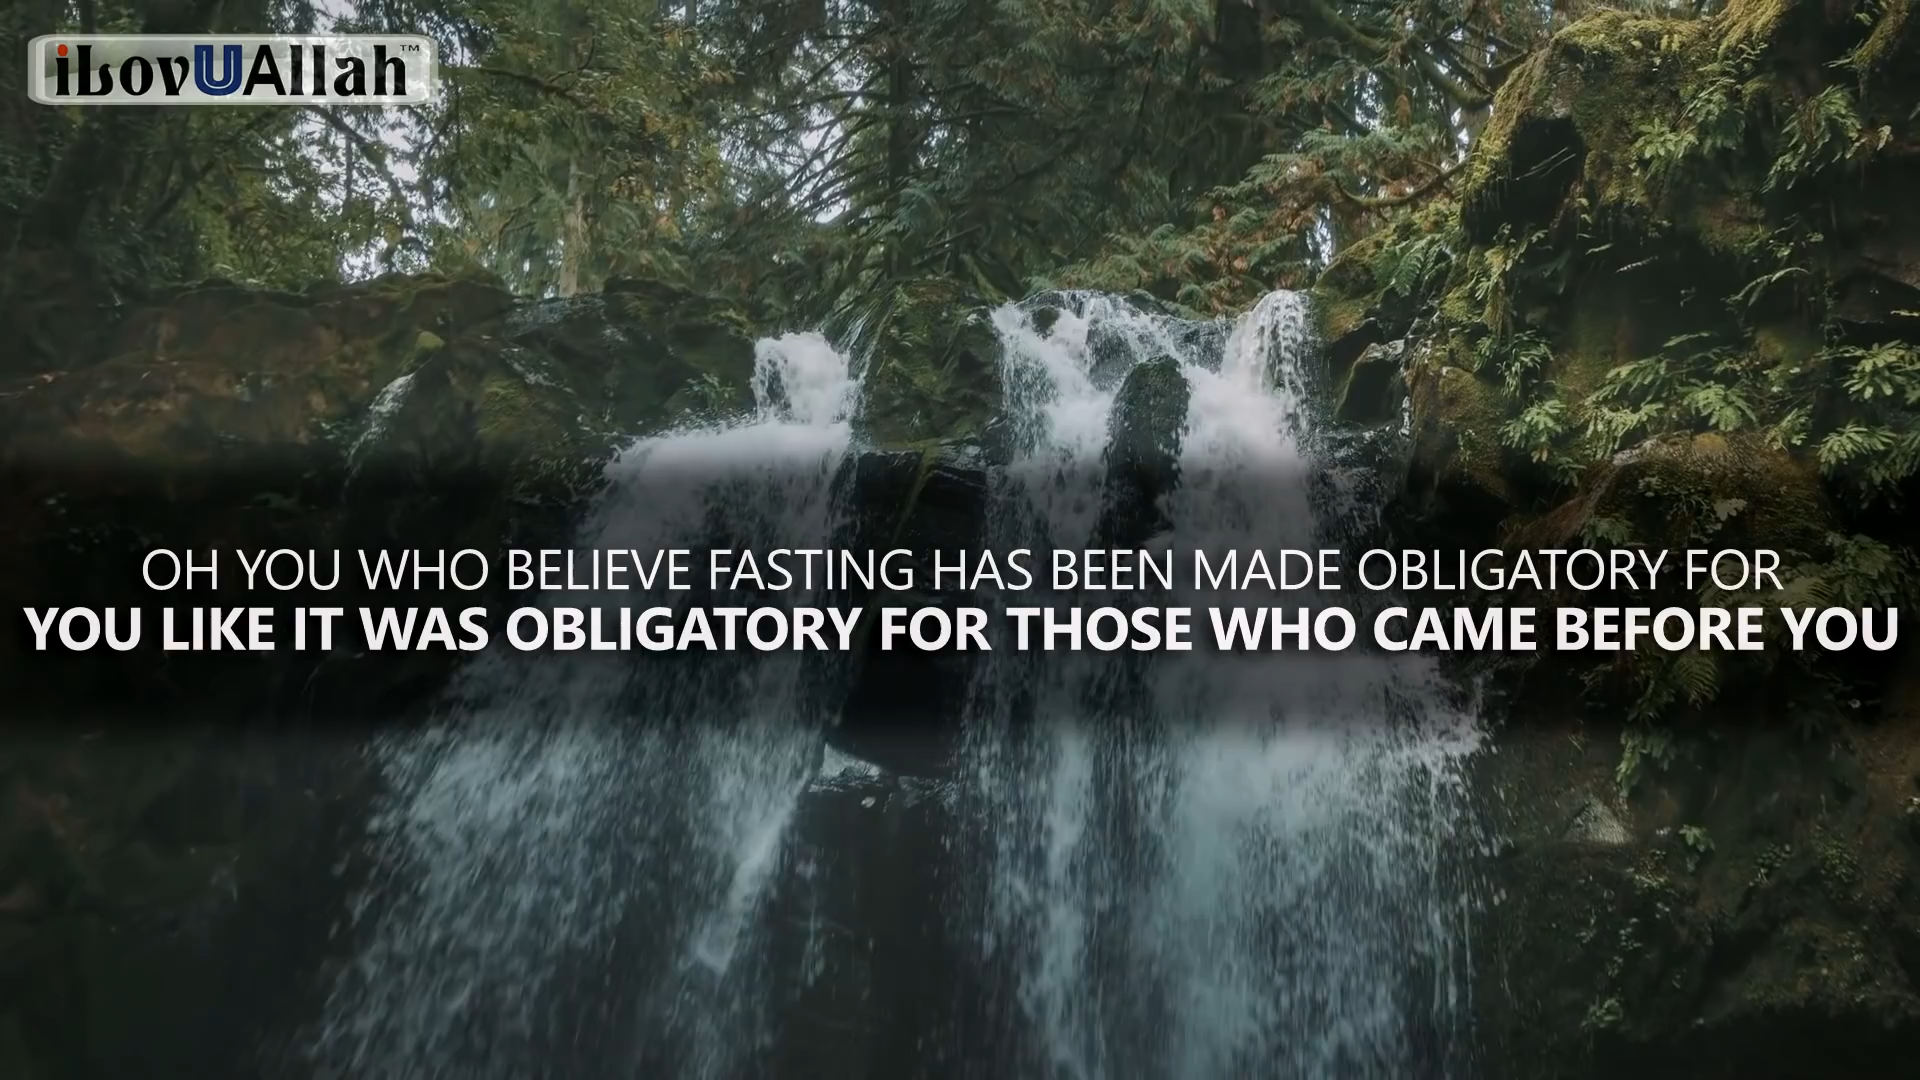 iLovUAllah™
OH YOU WHO BELIEVE FASTING HAS BEEN MADE OBLIGATORY FOR
YOU LIKE IT WAS OBLIGATORY FOR THOSE WHO CAME BEFORE YOU